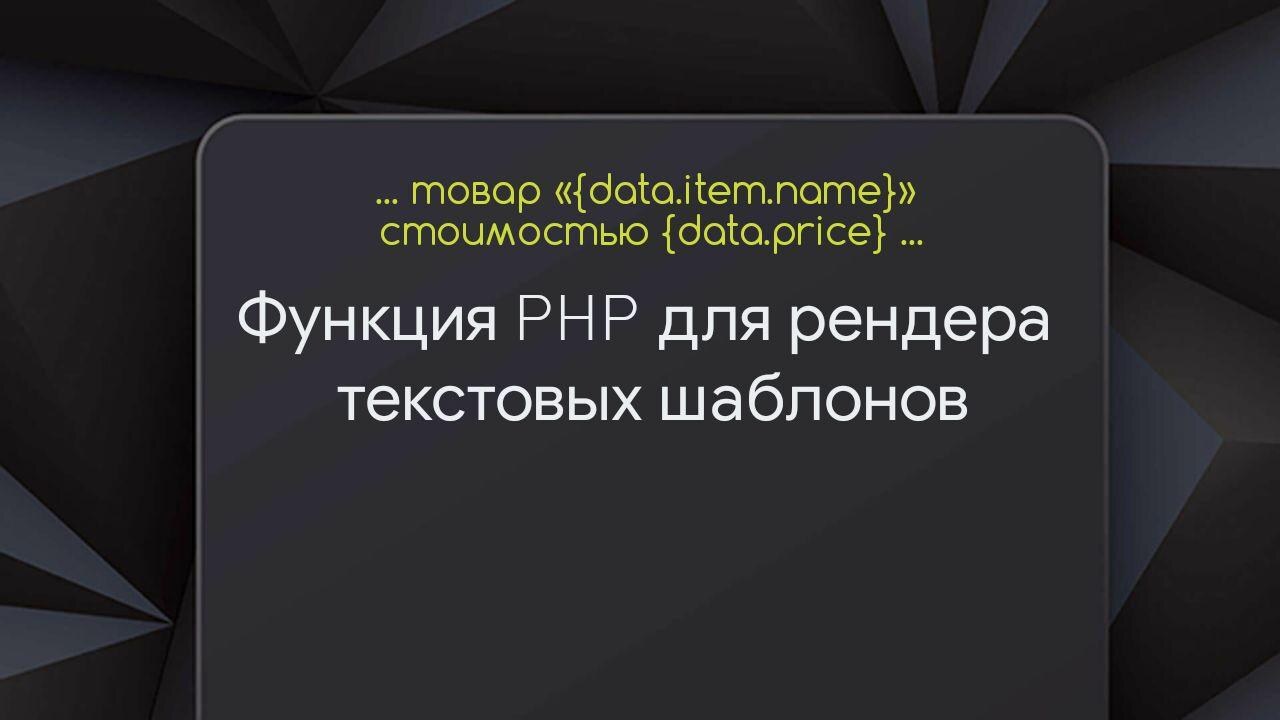 ... товар «{data.item.name}»
стоимостью {data.price} ...
Функция PHP для рендера
текстовых шаблонов